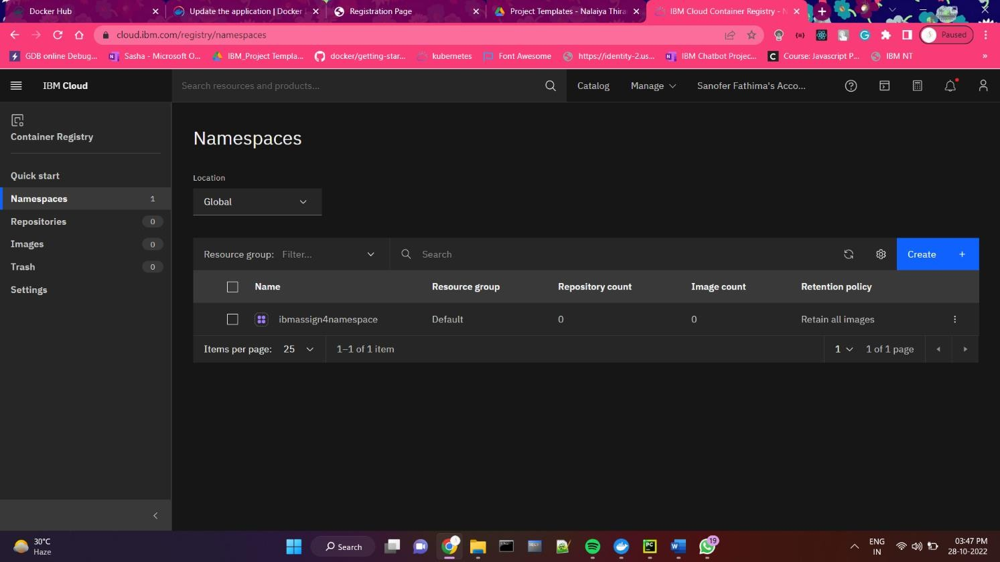 Docker Hub
Update the application | Docker
Registration Page
Project Templates - Nalaiya Thira
IBM Cloud Container Registry - N
cloud.ibm.com/registry/namespaces
Paused
GDB online Debug...
Sasha - Microsoft O...
IBM_Project Templa...
docker/getting-star...
kubernetes
Font Awesome
https://identity-2.us...
IBM Chatbot Projec...
Course: Javascript P...
IBM NT
»
IBM Cloud
Search resources and products...
Catalog
Manage
Sanofer Fathima's Acco...
Container Registry
Quick start
Namespaces 1
Repositories 0
Images 0
Trash 0
Settings
Namespaces
Location
Global
Resource group: Filter...
Search
Create +
Name Resource group Repository count Image count Retention policy
ibmassign4namespace Default 0 0 Retain all images
Items per page: 25 1–1 of 1 item 1 1 of 1 page
30°C
Haze
Search
19
ENG
IN
03:47 PM
28-10-2022